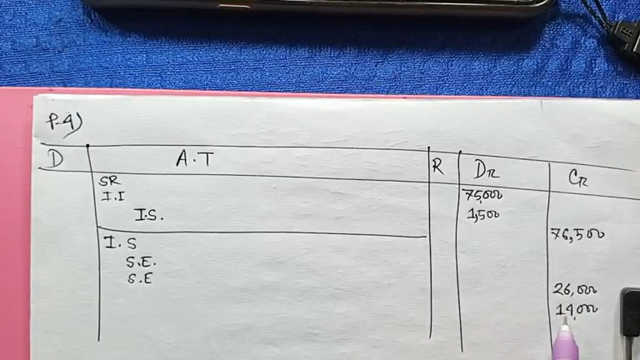 P-4)
D A.T R Dr Cr
SR 75,000
I.I 1,500
I.S. 76,500
I.S
S.E. 26,000
S.E 14,000